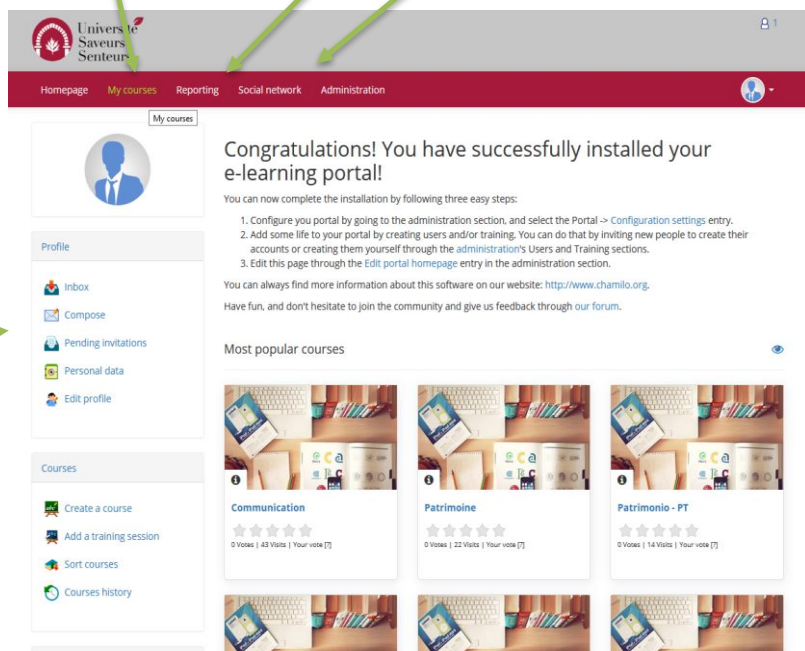 Université
Saveurs
Senteurs
1
Homepage My courses Reporting Social network Administration
My courses
Congratulations! You have successfully installed your
e-learning portal!
You can now complete the installation by following three easy steps:
1. Configure you portal by going to the administration section, and select the Portal -> Configuration settings entry.
2. Add some life to your portal by creating users and/or training. You can do that by inviting new people to create their
accounts or creating them yourself through the administration's Users and Training sections.
3. Edit this page through the Edit portal homepage entry in the administration section.
You can always find more information about this software on our website: http://www.chamilo.org.
Have fun, and don't hesitate to join the community and give us feedback through our forum.
Profile
Inbox
Compose
Pending invitations
Personal data
Edit profile
Most popular courses
Communication
0 Votes | 43 Visits | Your vote [?]
Patrimoine
0 Votes | 22 Visits | Your vote [?]
Patrimonio - PT
0 Votes | 14 Visits | Your vote [?]
Courses
Create a course
Add a training session
Sort courses
Courses history